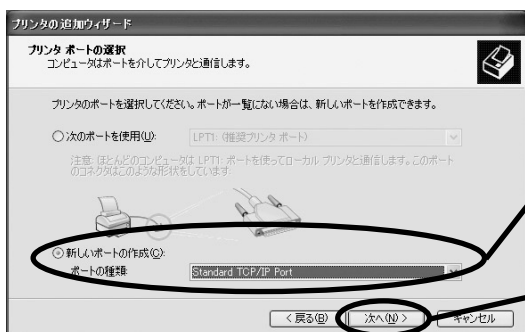 プリンタの追加ウィザード
プリンタ ポートの選択
コンピュータはポートを介してプリンタと通信します。
プリンタのポートを選択してください。ポートが一覧にない場合は、新しいポートを作成できます。
次のポートを使用(U): LPT1: (推奨プリンタ ポート)
注意: ほとんどのコンピュータは LPT1: ポートを使ってローカル プリンタと通信します。このポート
のコネクタはこのような形状をしています:
新しいポートの作成(C):
ポートの種類: Standard TCP/IP Port
< 戻る(B) 次へ(N) > キャンセル